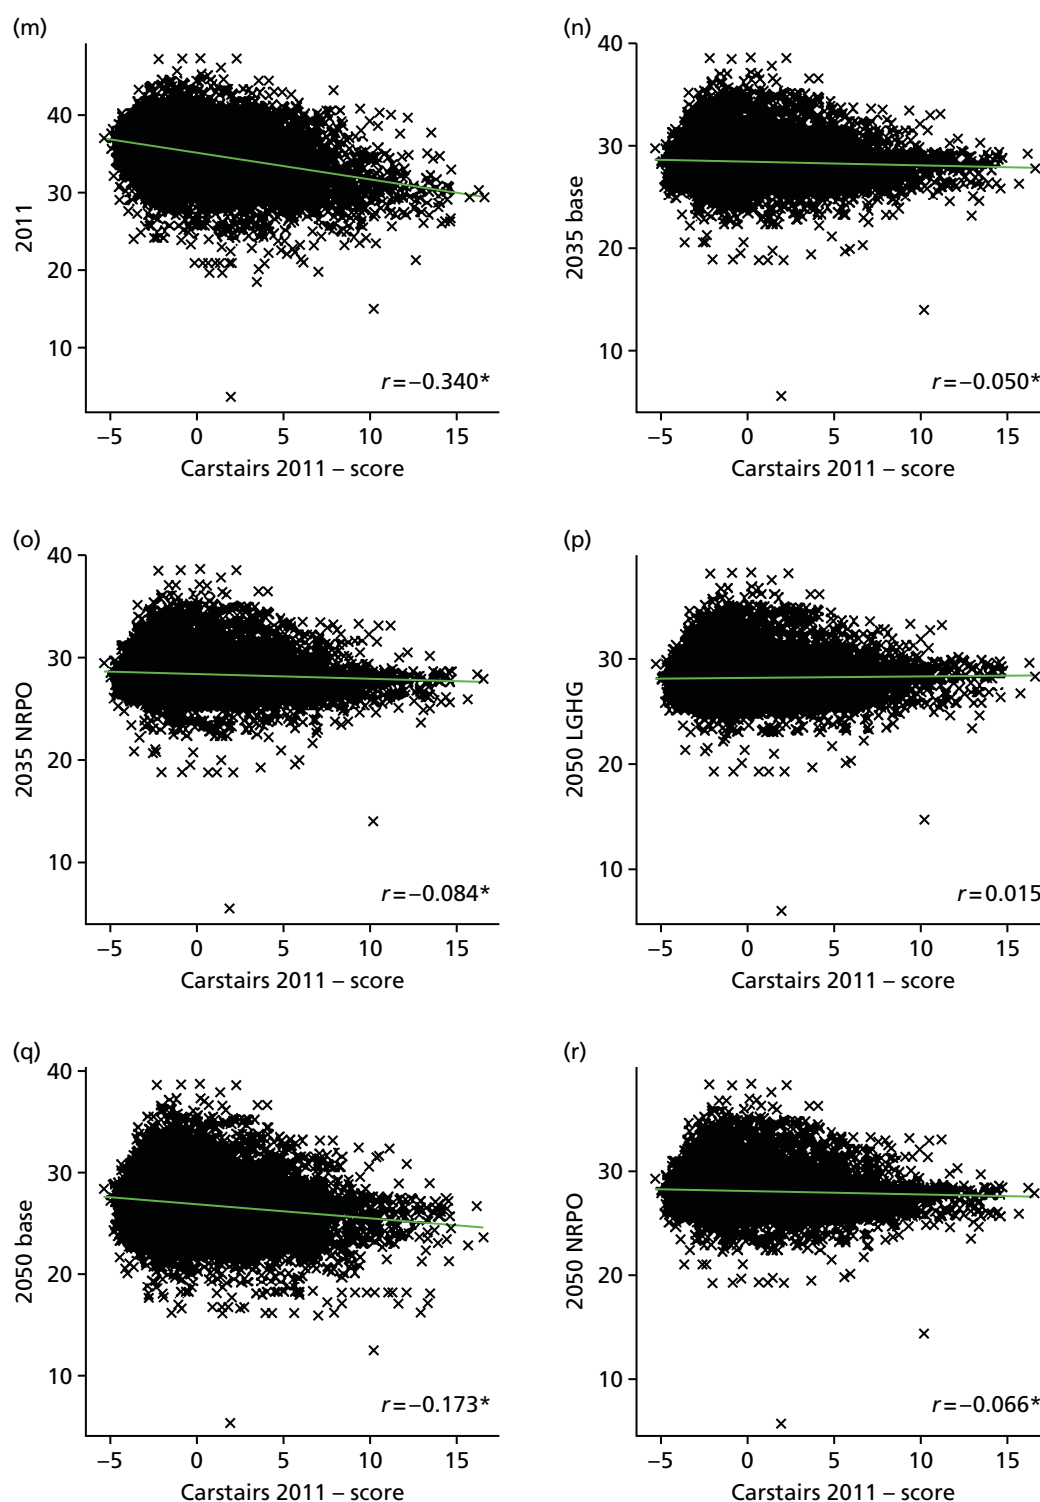 (m)
2011
40
30
20
10
r=−0.340*
−5 0 5 10 15
Carstairs 2011 – score
(n)
2035 base
40
30
20
10
r=−0.050*
−5 0 5 10 15
Carstairs 2011 – score
(o)
2035 NRPO
40
30
20
10
r=−0.084*
−5 0 5 10 15
Carstairs 2011 – score
(p)
2050 LGHG
30
20
10
r=0.015
−5 0 5 10 15
Carstairs 2011 – score
(q)
2050 base
40
30
20
10
r=−0.173*
−5 0 5 10 15
Carstairs 2011 – score
(r)
2050 NRPO
30
20
10
r=−0.066*
−5 0 5 10 15
Carstairs 2011 – score